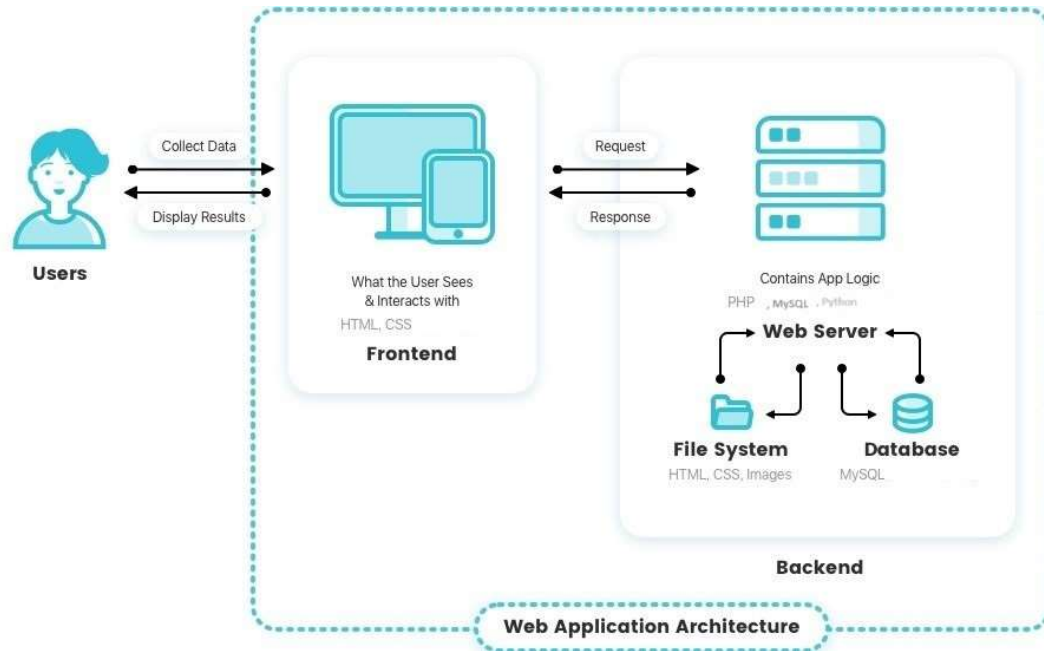 Collect Data
Request
Display Results
Response
Users
What the User Sees
& Interacts with
HTML, CSS
Frontend
Contains App Logic
PHP , MySQL , Python
Web Server
File System
HTML, CSS, Images
Database
MySQL
Backend
Web Application Architecture